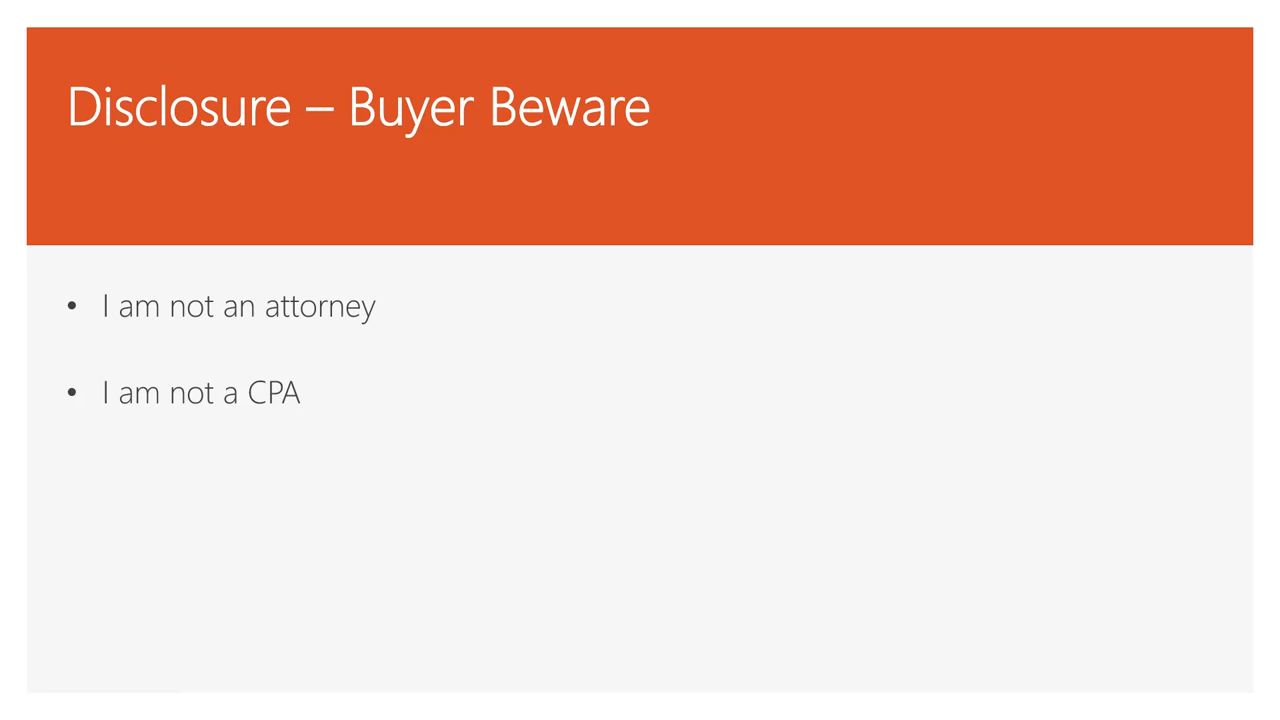 Disclosure – Buyer Beware
• I am not an attorney
• I am not a CPA